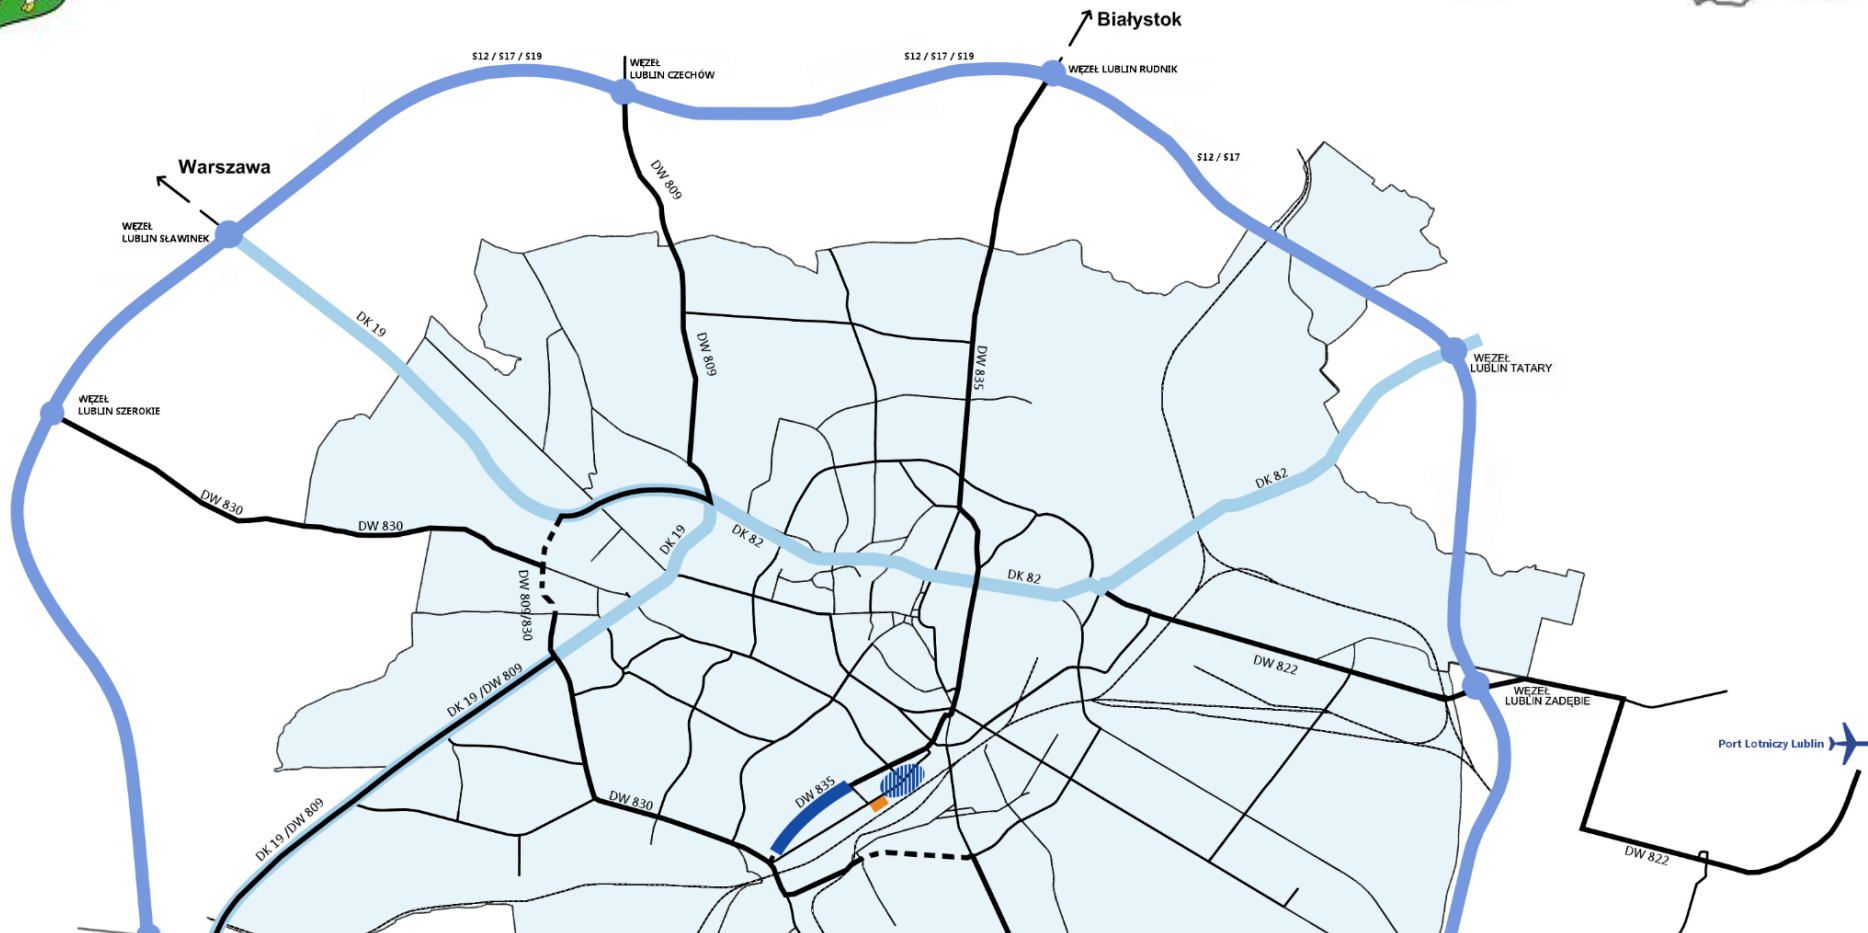 Białystok
S12 / S17 / S19
WĘZEŁ
LUBLIN CZECHÓW
S12 / S17 / S19
WĘZEŁ LUBLIN RUDNIK
S12 / S17
Warszawa
DW 809
WĘZEŁ
LUBLIN SŁAWINEK
DK 19
DW 809
DW 835
WĘZEŁ
LUBLIN TATARY
WĘZEŁ
LUBLIN SZEROKIE
DK 82
DW 830
DW 830
DK 19
DK 82
DK 82
DW 809/830
DW 822
DK 19 /DW 809
WĘZEŁ
LUBLIN ZADĘBIE
Port Lotniczy Lublin
DW 835
DW 830
DK 19 /DW 809
DW 822